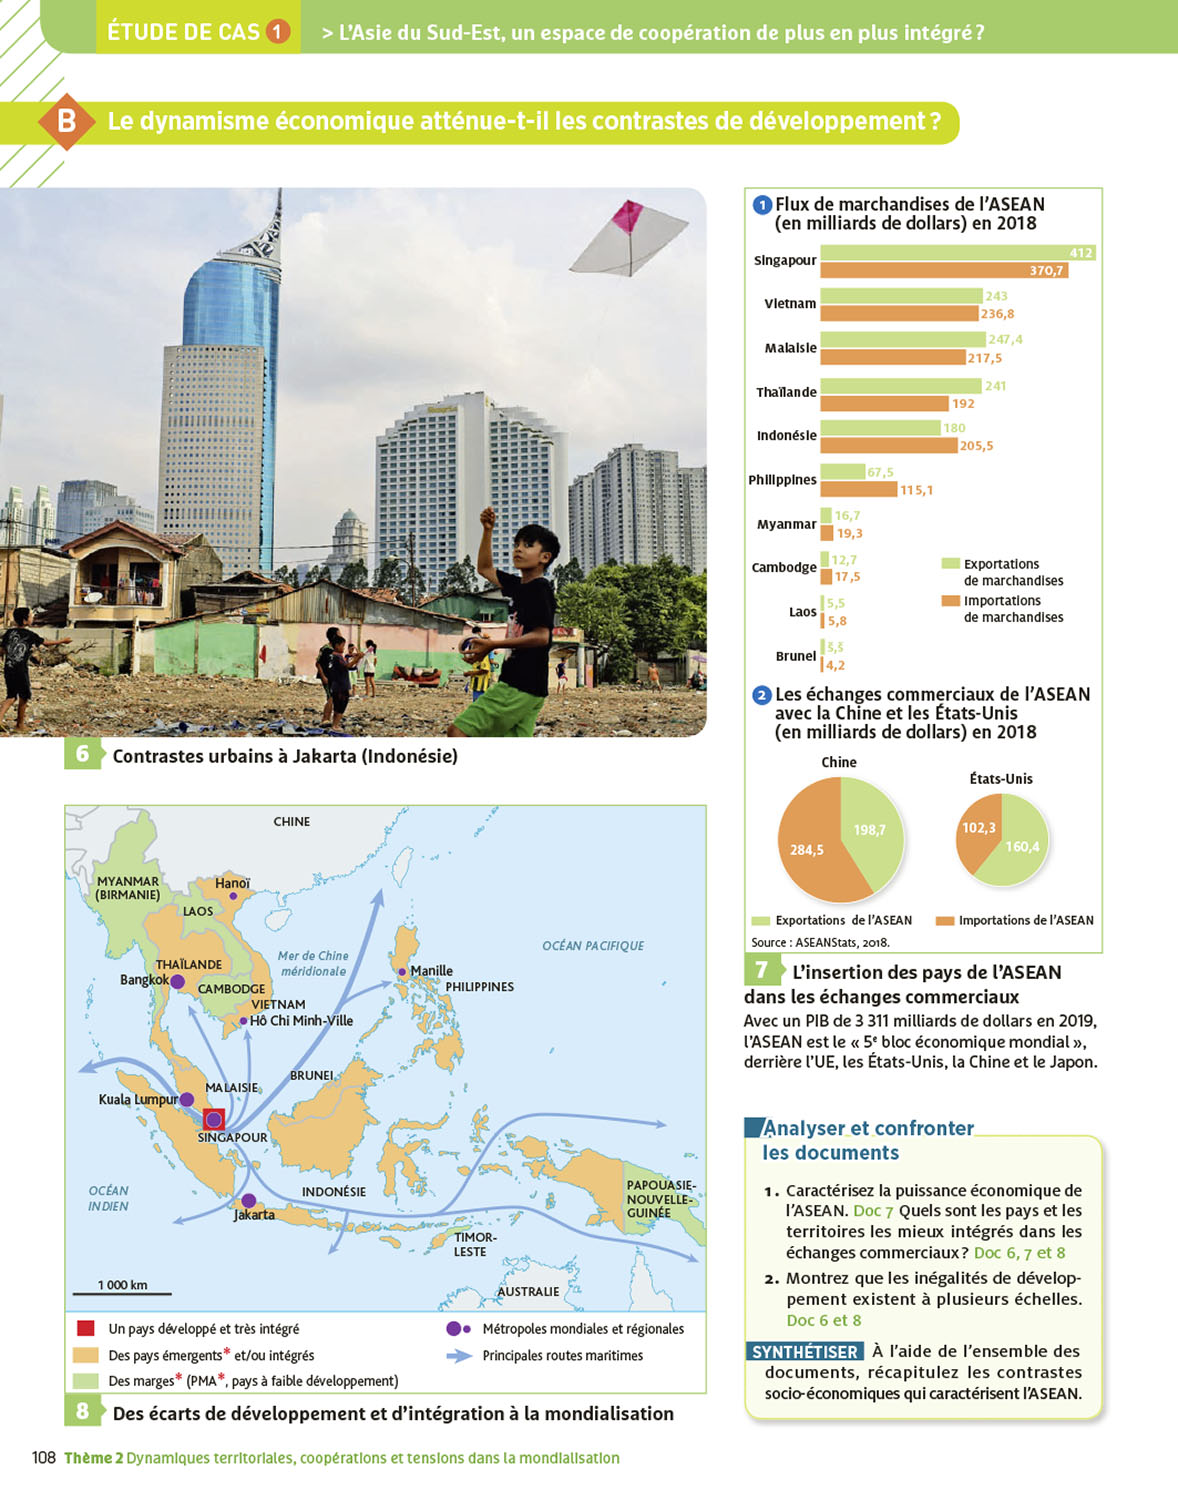 ÉTUDE DE CAS 1
> L'Asie du Sud-Est, un espace de coopération de plus en plus intégré ?
B
Le dynamisme économique atténue-t-il les contrastes de développement ?
6 Contrastes urbains à Jakarta (Indonésie)
1 Flux de marchandises de l'ASEAN
(en milliards de dollars) en 2018
Singapour
412
370,7
Vietnam
243
236,8
Malaisie
247,4
217,5
Thaïlande
241
192
Indonésie
180
205,5
Philippines
67,5
115,1
Myanmar
16,7
19,3
Cambodge
12,7
17,5
Laos
5,5
5,8
Brunei
5,5
4,2
Exportations
de marchandises
Importations
de marchandises
2 Les échanges commerciaux de l'ASEAN
avec la Chine et les États-Unis
(en milliards de dollars) en 2018
Chine
198,7
284,5
États-Unis
102,3
160,4
Exportations de l'ASEAN
Importations de l'ASEAN
Source : ASEANStats, 2018.
7 L'insertion des pays de l'ASEAN
dans les échanges commerciaux
Avec un PIB de 3 311 milliards de dollars en 2019,
l'ASEAN est le « 5e bloc économique mondial »,
derrière l'UE, les États-Unis, la Chine et le Japon.
CHINE
MYANMAR
(BIRMANIE)
Hanoï
LAOS
Mer de Chine
méridionale
OCÉAN PACIFIQUE
THAÏLANDE
Bangkok
CAMBODGE
VIETNAM
Hô Chi Minh-Ville
Manille
PHILIPPINES
BRUNEI
MALAISIE
Kuala Lumpur
SINGAPOUR
OCÉAN
INDIEN
INDONÉSIE
Jakarta
PAPOUASIE-
NOUVELLE-
GUINÉE
TIMOR-
LESTE
AUSTRALIE
1 000 km
Un pays développé et très intégré
Des pays émergents* et/ou intégrés
Des marges* (PMA*, pays à faible développement)
Métropoles mondiales et régionales
Principales routes maritimes
8 Des écarts de développement et d'intégration à la mondialisation
Analyser et confronter
les documents
1. Caractérisez la puissance économique de
l'ASEAN. Doc 7 Quels sont les pays et les
territoires les mieux intégrés dans les
échanges commerciaux ? Doc 6, 7 et 8
2. Montrez que les inégalités de dévelop-
pement existent à plusieurs échelles.
Doc 6 et 8
SYNTHÉTISER À l'aide de l'ensemble des
documents, récapitulez les contrastes
socio-économiques qui caractérisent l'ASEAN.
108 Thème 2 Dynamiques territoriales, coopérations et tensions dans la mondialisation